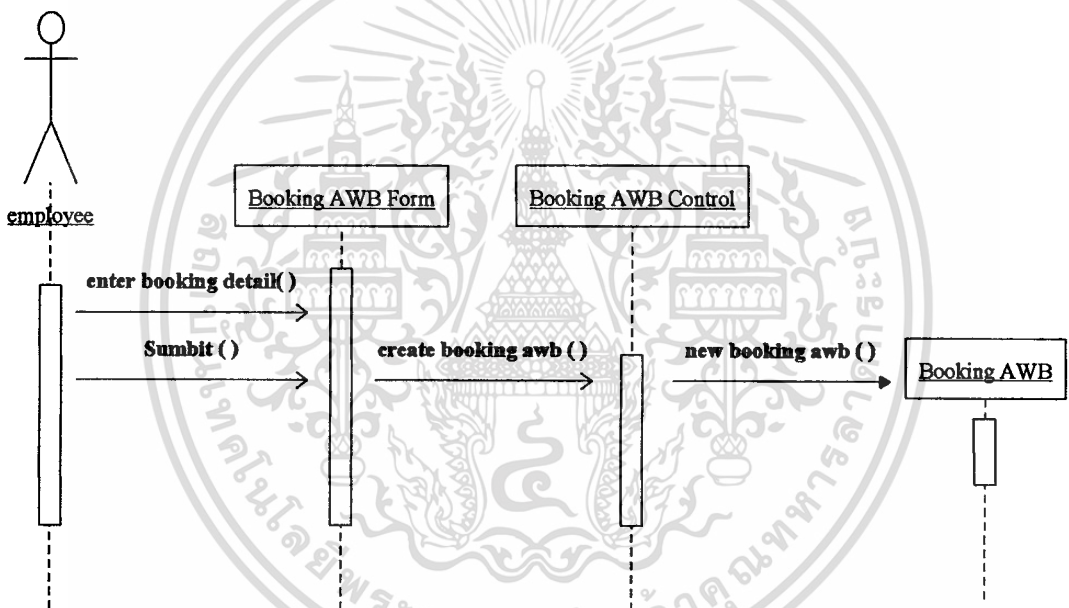 Booking AWB Form
Booking AWB Control
employee
enter booking detail( )
Sumbit ( )
create booking awb ( )
new booking awb ( )
Booking AWB